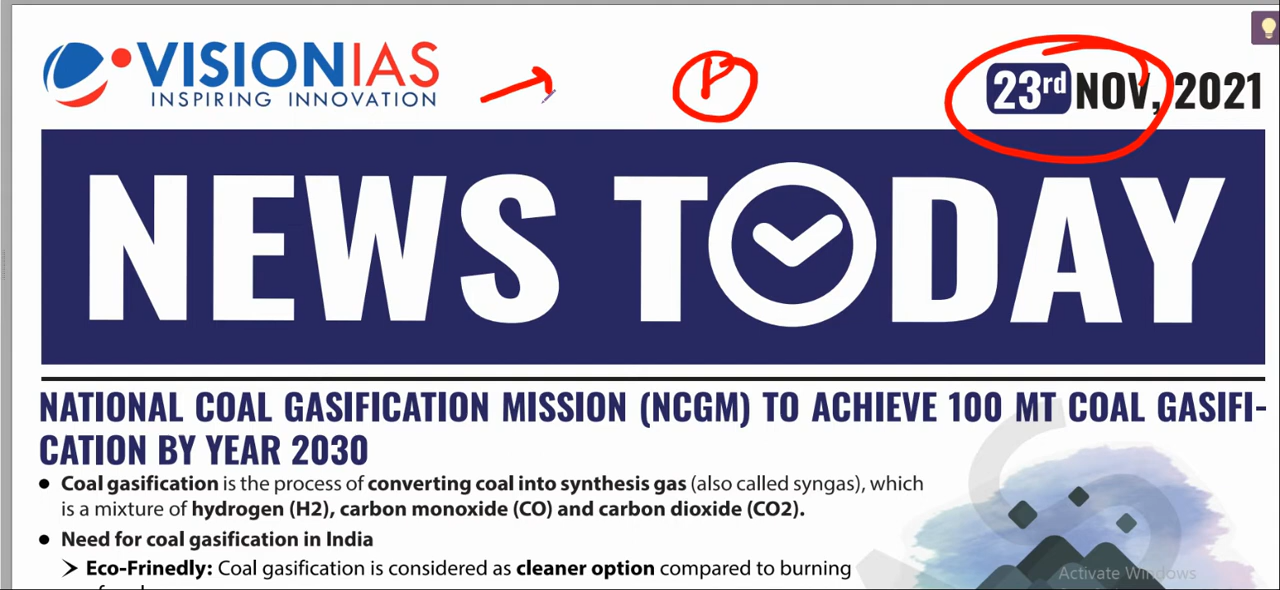 VISIONIAS
INSPIRING INNOVATION
P
23rd NOV, 2021
NEWS TODAY
NATIONAL COAL GASIFICATION MISSION (NCGM) TO ACHIEVE 100 MT COAL GASIFI-
CATION BY YEAR 2030
● Coal gasification is the process of converting coal into synthesis gas (also called syngas), which
is a mixture of hydrogen (H2), carbon monoxide (CO) and carbon dioxide (CO2).
● Need for coal gasification in India
➢ Eco-Frinedly: Coal gasification is considered as cleaner option compared to burning
Activate Windows